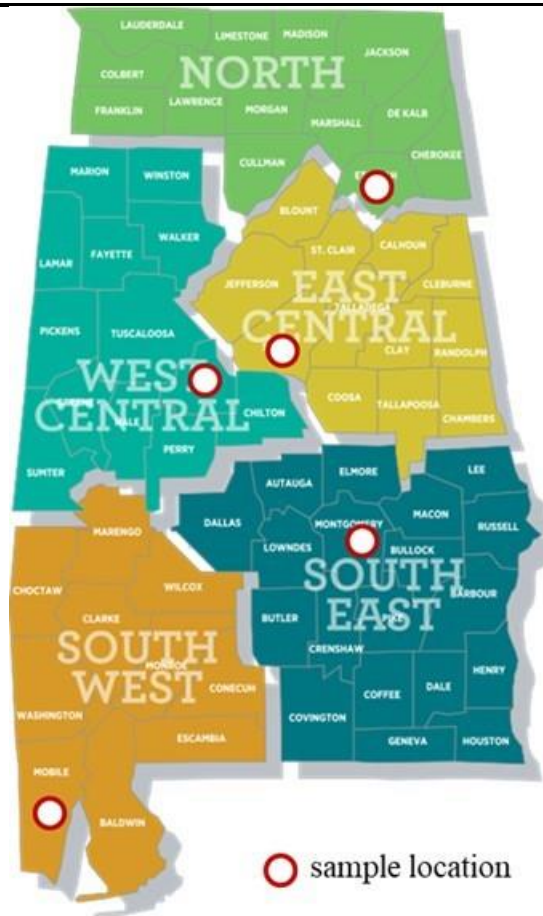 LAUDERDALE
LIMESTONE
MADISON
JACKSON
COLBERT
NORTH
FRANKLIN
LAWRENCE
MORGAN
DE KALB
MARSHALL
CULLMAN
CHEROKEE
MARION
WINSTON
BLOUNT
WALKER
ST. CLAIR
CALHOUN
FAYETTE
LAMAR
JEFFERSON
CLEBURNE
EAST
CENTRAL
PICKENS
TUSCALOOSA
CLAY
RANDOLPH
WEST
CENTRAL
COOSA
TALLAPOOSA
CHILTON
CHAMBERS
PERRY
SUMTER
ELMORE
LEE
AUTAUGA
DALLAS
MACON
MONTGOMERY
RUSSELL
MARENGO
LOWNDES
BULLOCK
SOUTH
EAST
CHOCTAW
WILCOX
BARBOUR
CLARKE
BUTLER
SOUTH
WEST
CRENSHAW
HENRY
CONECUH
COFFEE
DALE
WASHINGTON
COVINGTON
ESCAMBIA
GENEVA
HOUSTON
MOBILE
BALDWIN
sample location